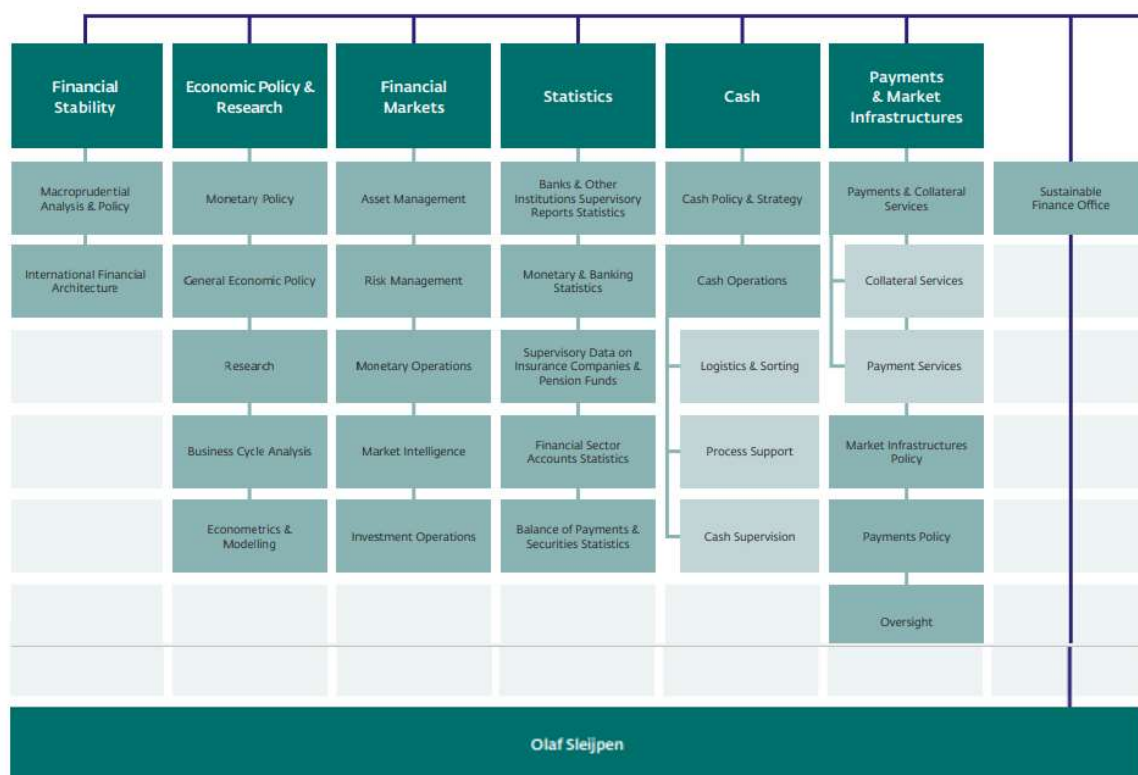 Financial
Stability
Economic Policy &
Research
Financial
Markets
Statistics
Cash
Payments
& Market
Infrastructures
Macroprudential
Analysis & Policy
Monetary Policy
Asset Management
Banks & Other
Institutions Supervisory
Reports Statistics
Cash Policy & Strategy
Payments & Collateral
Services
Sustainable
Finance Office
International Financial
Architecture
General Economic Policy
Risk Management
Monetary & Banking
Statistics
Cash Operations
Collateral Services
Research
Monetary Operations
Supervisory Data on
Insurance Companies &
Pension Funds
Logistics & Sorting
Payment Services
Business Cycle Analysis
Market Intelligence
Financial Sector
Accounts Statistics
Process Support
Market Infrastructures
Policy
Econometrics &
Modelling
Investment Operations
Balance of Payments &
Securities Statistics
Cash Supervision
Payments Policy
Oversight
Olaf Sleijpen